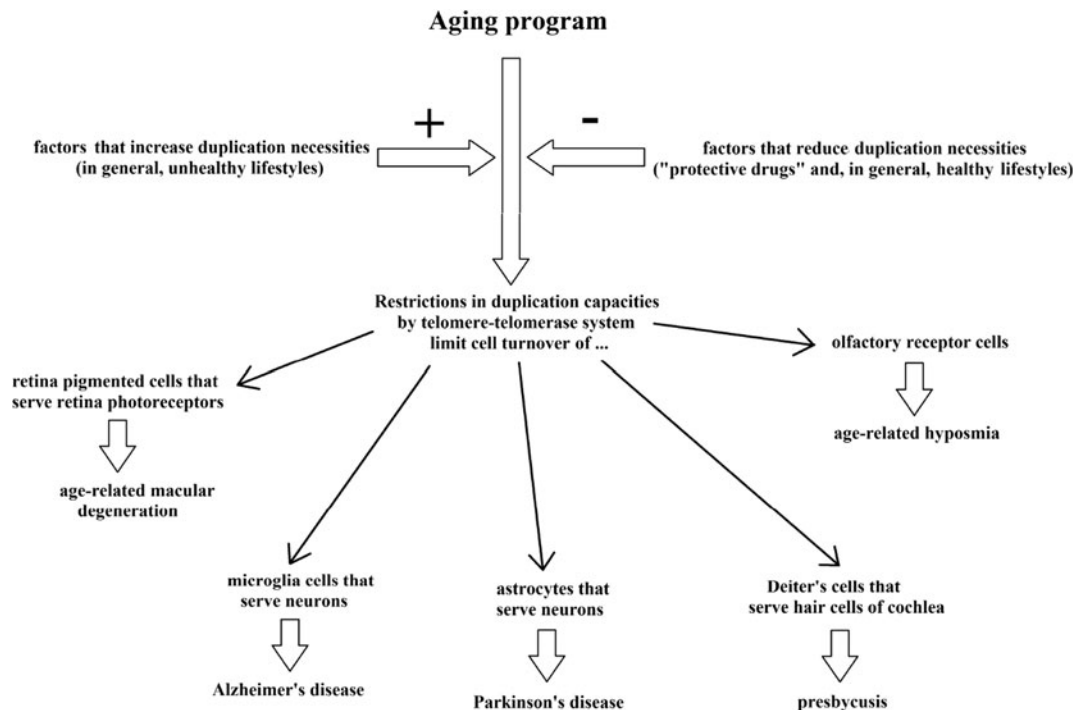 Aging program
+
-
factors that increase duplication necessities
(in general, unhealthy lifestyles)
factors that reduce duplication necessities
("protective drugs" and, in general, healthy lifestyles)
Restrictions in duplication capacities
by telomere-telomerase system
limit cell turnover of ...
olfactory receptor cells
age-related hyposmia
retina pigmented cells that
serve retina photoreceptors
age-related macular
degeneration
microglia cells that
serve neurons
Alzheimer's disease
astrocytes that
serve neurons
Parkinson's disease
Deiter's cells that
serve hair cells of cochlea
presbycusis